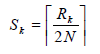 S_k = ⌈R_k / 2N⌉